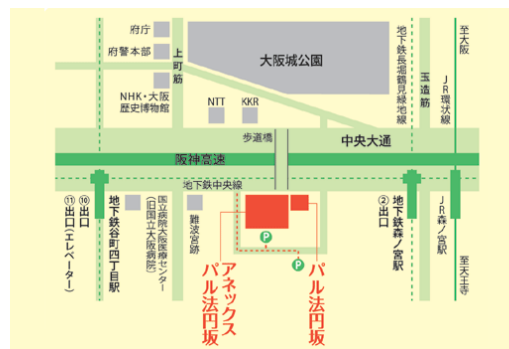 府庁
府警本部
上町筋
大阪城公園
地下鉄長堀鶴見緑地線
玉造筋
JR環状線
至大阪
NHK・大阪
歴史博物館
NTT
KKR
歩道橋
中央大通
阪神高速
地下鉄中央線
⑪出口(エレベーター)
⑩出口
地下鉄谷町四丁目駅
国立病院大阪医療センター
(旧国立大阪病院)
難波宮跡
P
P
アネックス
パル法円坂
パル法円坂
②出口
地下鉄森ノ宮駅
JR森ノ宮駅
至天王寺